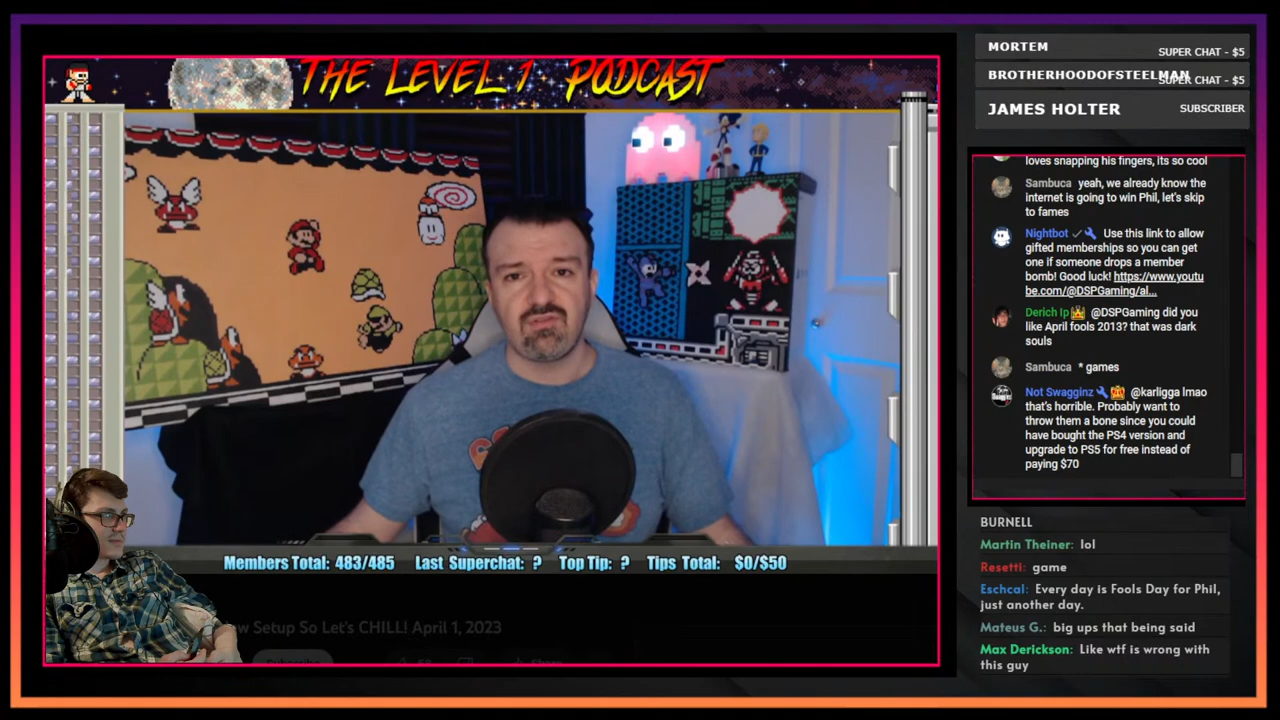 THE LEVEL 1 PODCAST
Members Total: 483/485 Last Superchat: ? Top Tip: ? Tips Total: $0/$50
Setup So Let's CHILL! April 1, 2023
Subscribe
58
Share
MORTEM SUPER CHAT - $5
BROTHERHOODOFSTEELMAN SUPER CHAT - $5
JAMES HOLTER SUBSCRIBER
loves snapping his fingers, its so cool
Sambuca yeah, we already know the
internet is going to win Phil, let's skip
to fames
Nightbot Use this link to allow
gifted memberships so you can get
one if someone drops a member
bomb! Good luck! https://www.youtu
be.com/@DSPGaming/al...
Derich Ip @DSPGaming did you
like April fools 2013? that was dark
souls
Sambuca * games
Not Swagginz @karligga lmao
that's horrible. Probably want to
throw them a bone since you could
have bought the PS4 version and
upgrade to PS5 for free instead of
paying $70
BURNELL
Martin Theiner: lol
Resetti: game
Eschcal: Every day is Fools Day for Phil,
just another day.
Mateus G.: big ups that being said
Max Derickson: Like wtf is wrong with
this guy